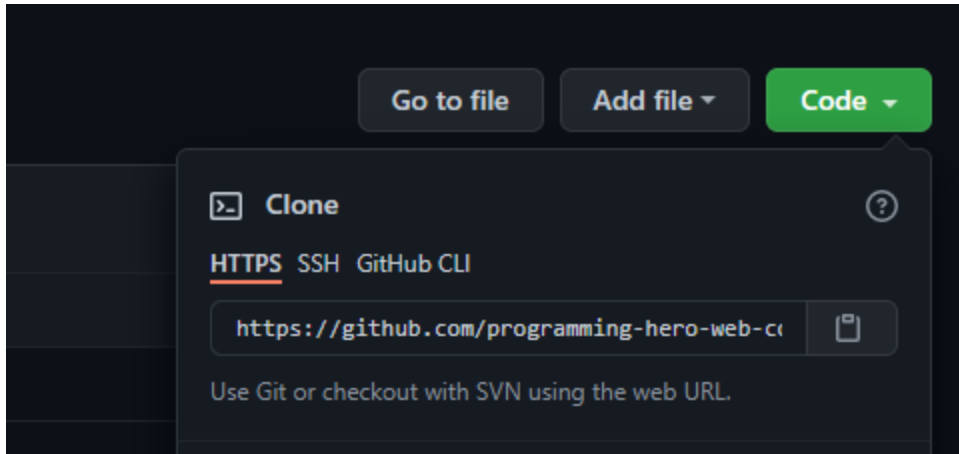 Go to file Add file Code
Clone
HTTPS SSH GitHub CLI
https://github.com/programming-hero-web-
Use Git or checkout with SVN using the web URL.